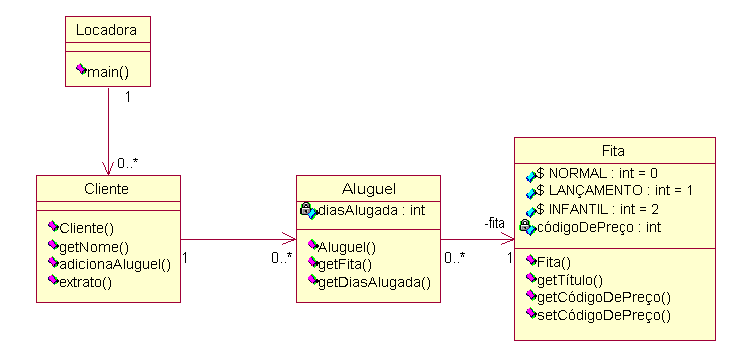 Locadora
main()
1
0..*
Cliente
Cliente()
getNome()
adicionaAluguel()
extrato()
1
0..*
Aluguel
diasAlugada : int
Aluguel()
getFita()
getDiasAlugada()
-fita
0..*
1
Fita
$ NORMAL : int = 0
$ LANÇAMENTO : int = 1
$ INFANTIL : int = 2
códigoDePreço : int
Fita()
getTítulo()
getCódigoDePreço()
setCódigoDePreço()